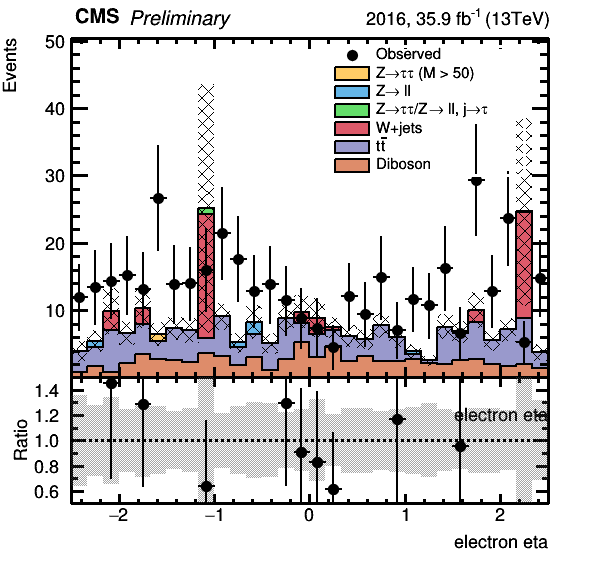 CMS Preliminary 2016, 35.9 fb⁻¹ (13TeV)
Events
50
40
30
20
10
Observed
Z→ττ (M > 50)
Z→ ll
Z→ττ/Z→ ll, j→τ
W+jets
tt̄
Diboson
Ratio
1.4
1.2
1.0
0.8
0.6
electron eta
−2 −1 0 1 2
electron eta